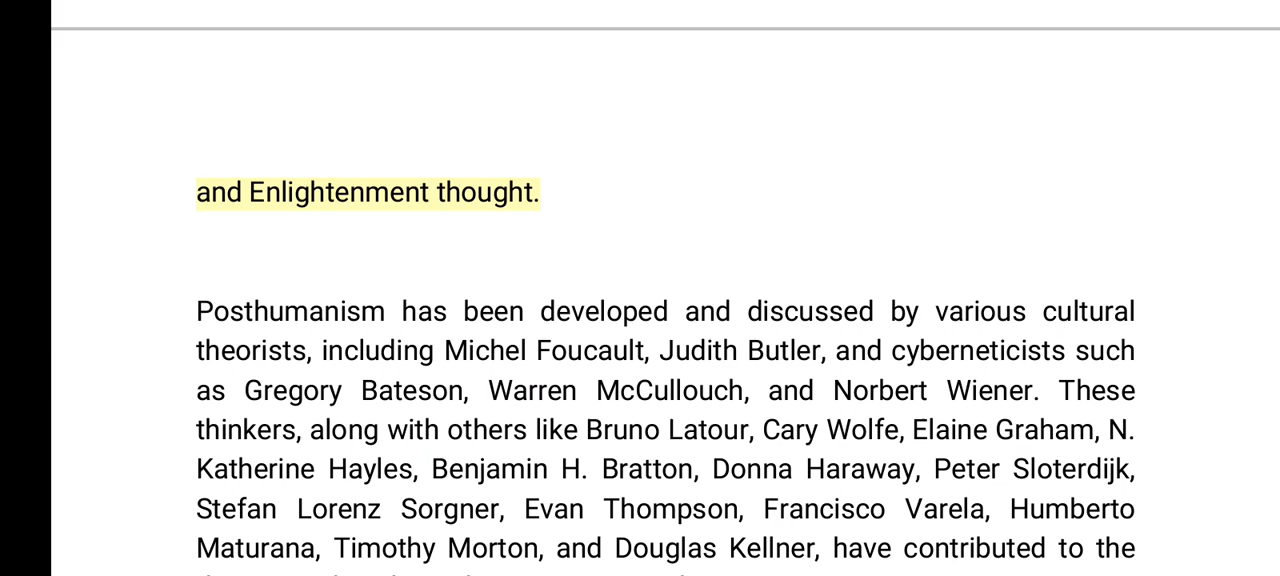 and Enlightenment thought.
Posthumanism has been developed and discussed by various cultural
theorists, including Michel Foucault, Judith Butler, and cyberneticists such
as Gregory Bateson, Warren McCullouch, and Norbert Wiener. These
thinkers, along with others like Bruno Latour, Cary Wolfe, Elaine Graham, N.
Katherine Hayles, Benjamin H. Bratton, Donna Haraway, Peter Sloterdijk,
Stefan Lorenz Sorgner, Evan Thompson, Francisco Varela, Humberto
Maturana, Timothy Morton, and Douglas Kellner, have contributed to the